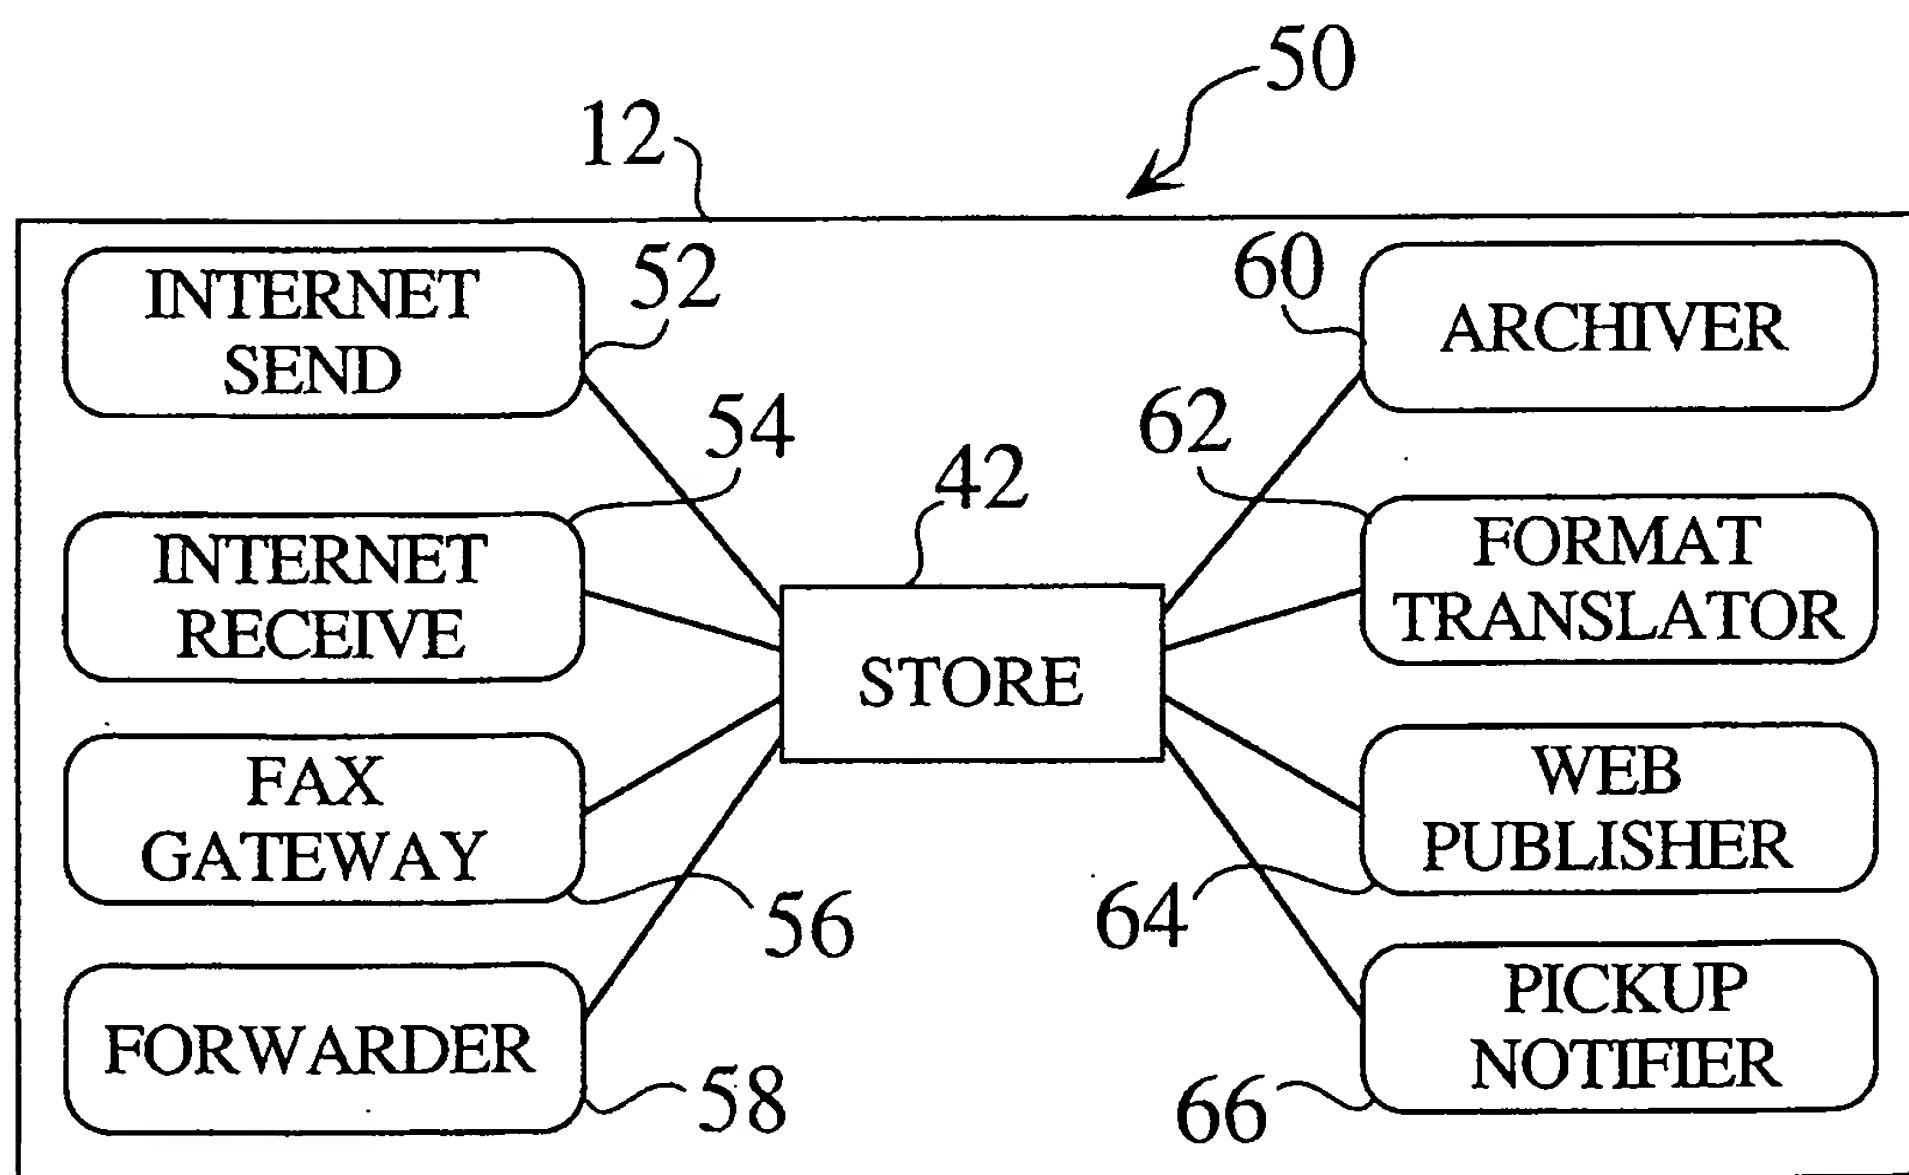 50
12
INTERNET
SEND
52
60
ARCHIVER
54
62
42
INTERNET
RECEIVE
FORMAT
TRANSLATOR
STORE
FAX
GATEWAY
WEB
PUBLISHER
56
64
FORWARDER
PICKUP
NOTIFIER
58
66